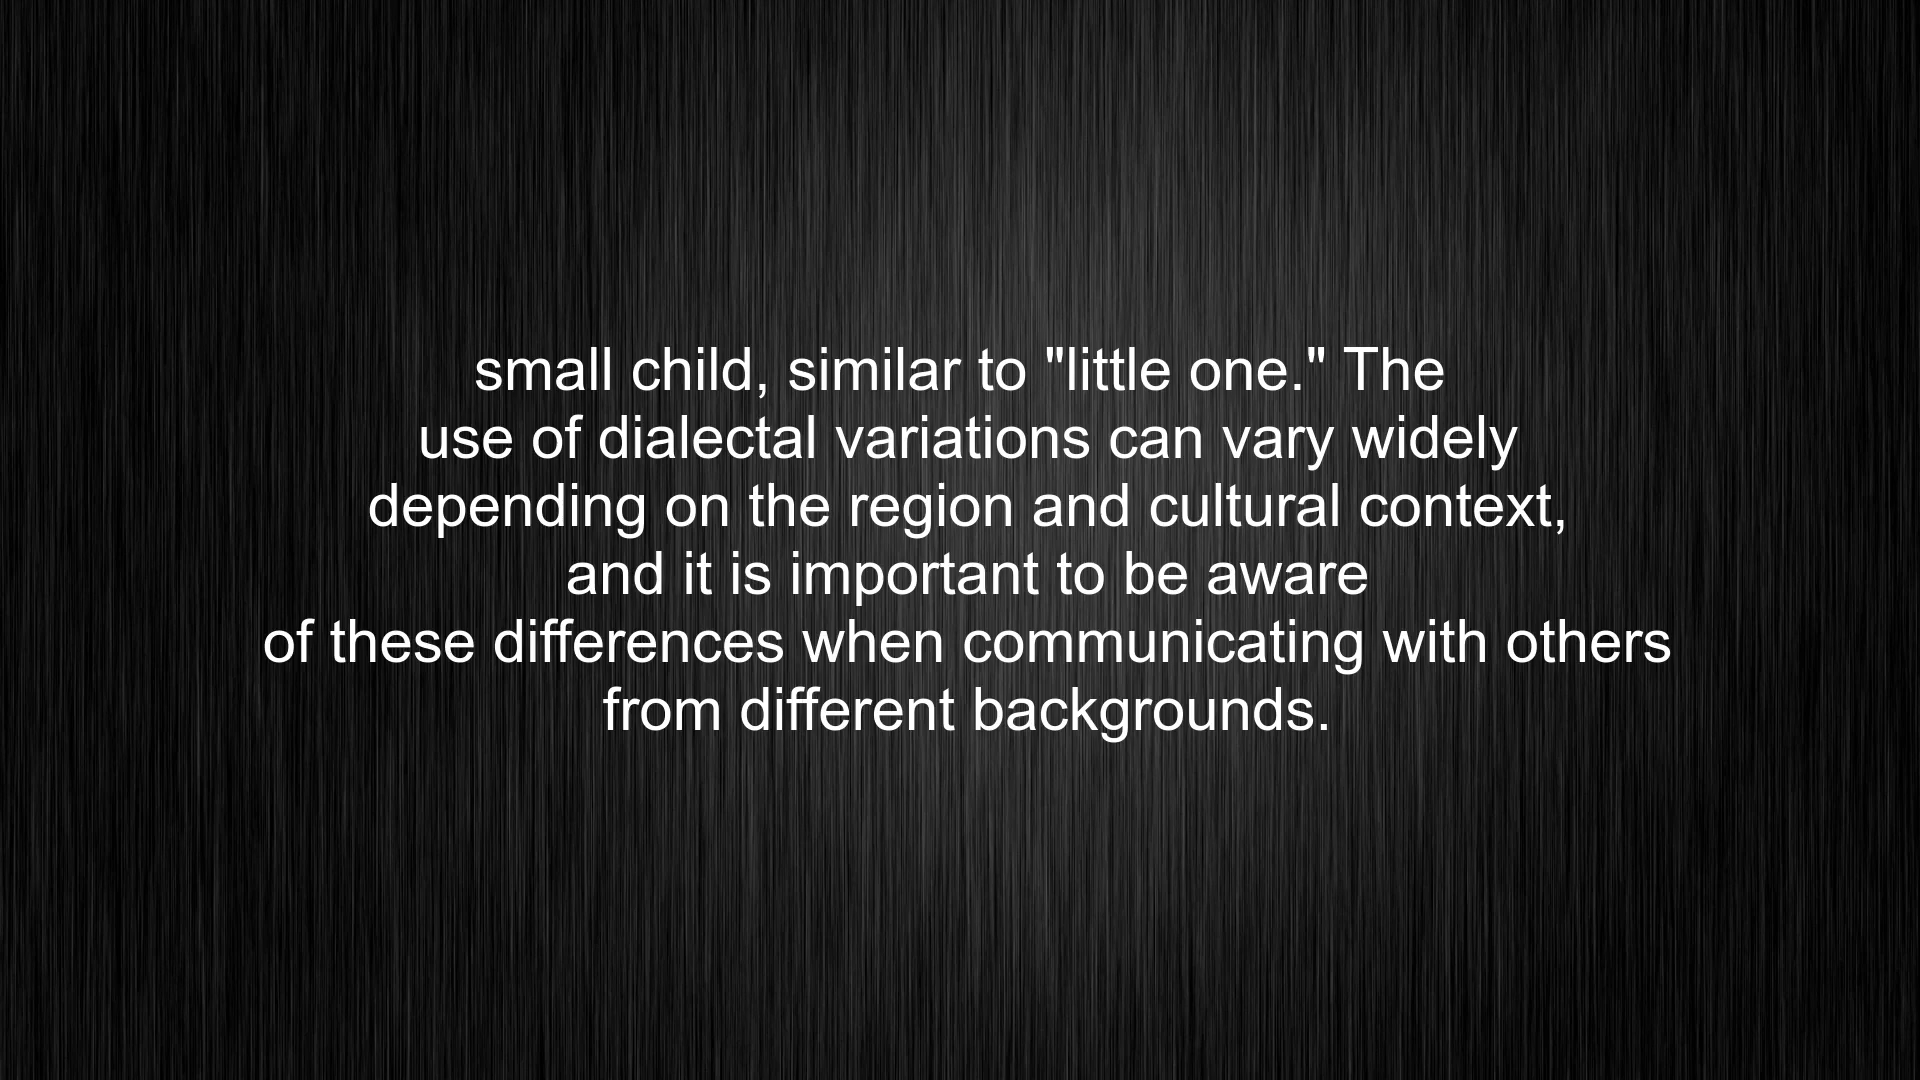 small child, similar to "little one." The
use of dialectal variations can vary widely
depending on the region and cultural context,
and it is important to be aware
of these differences when communicating with others
from different backgrounds.